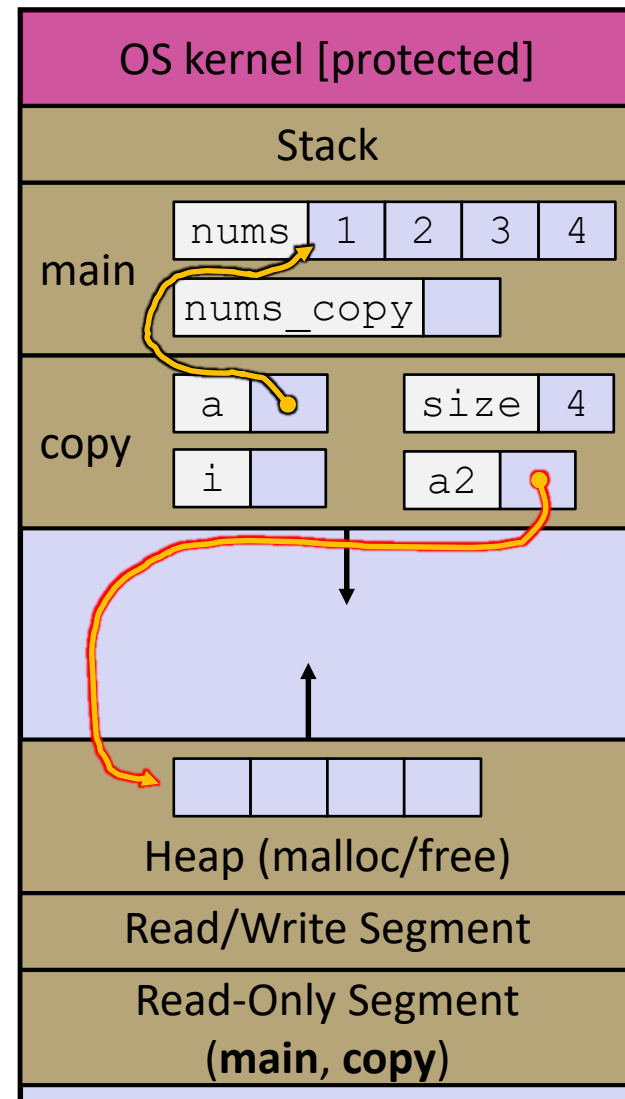 OS kernel [protected]
Stack
main
nums 1 2 3 4
nums_copy
copy
a size 4
i a2
Heap (malloc/free)
Read/Write Segment
Read-Only Segment
(main, copy)